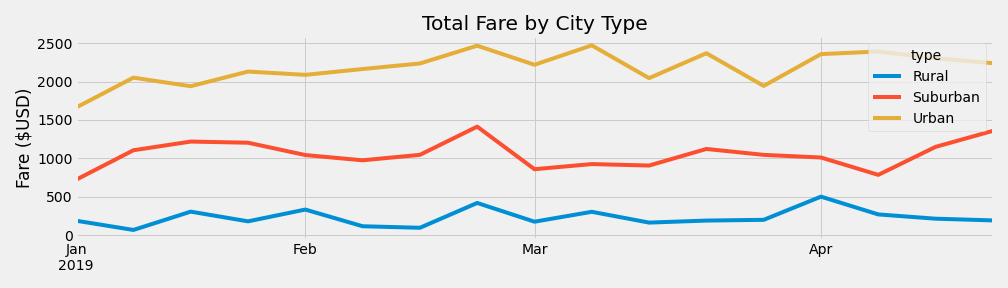 Total Fare by City Type
Fare ($USD)
2500
2000
1500
1000
500
0
Jan
2019
Feb
Mar
Apr
type
Rural
Suburban
Urban